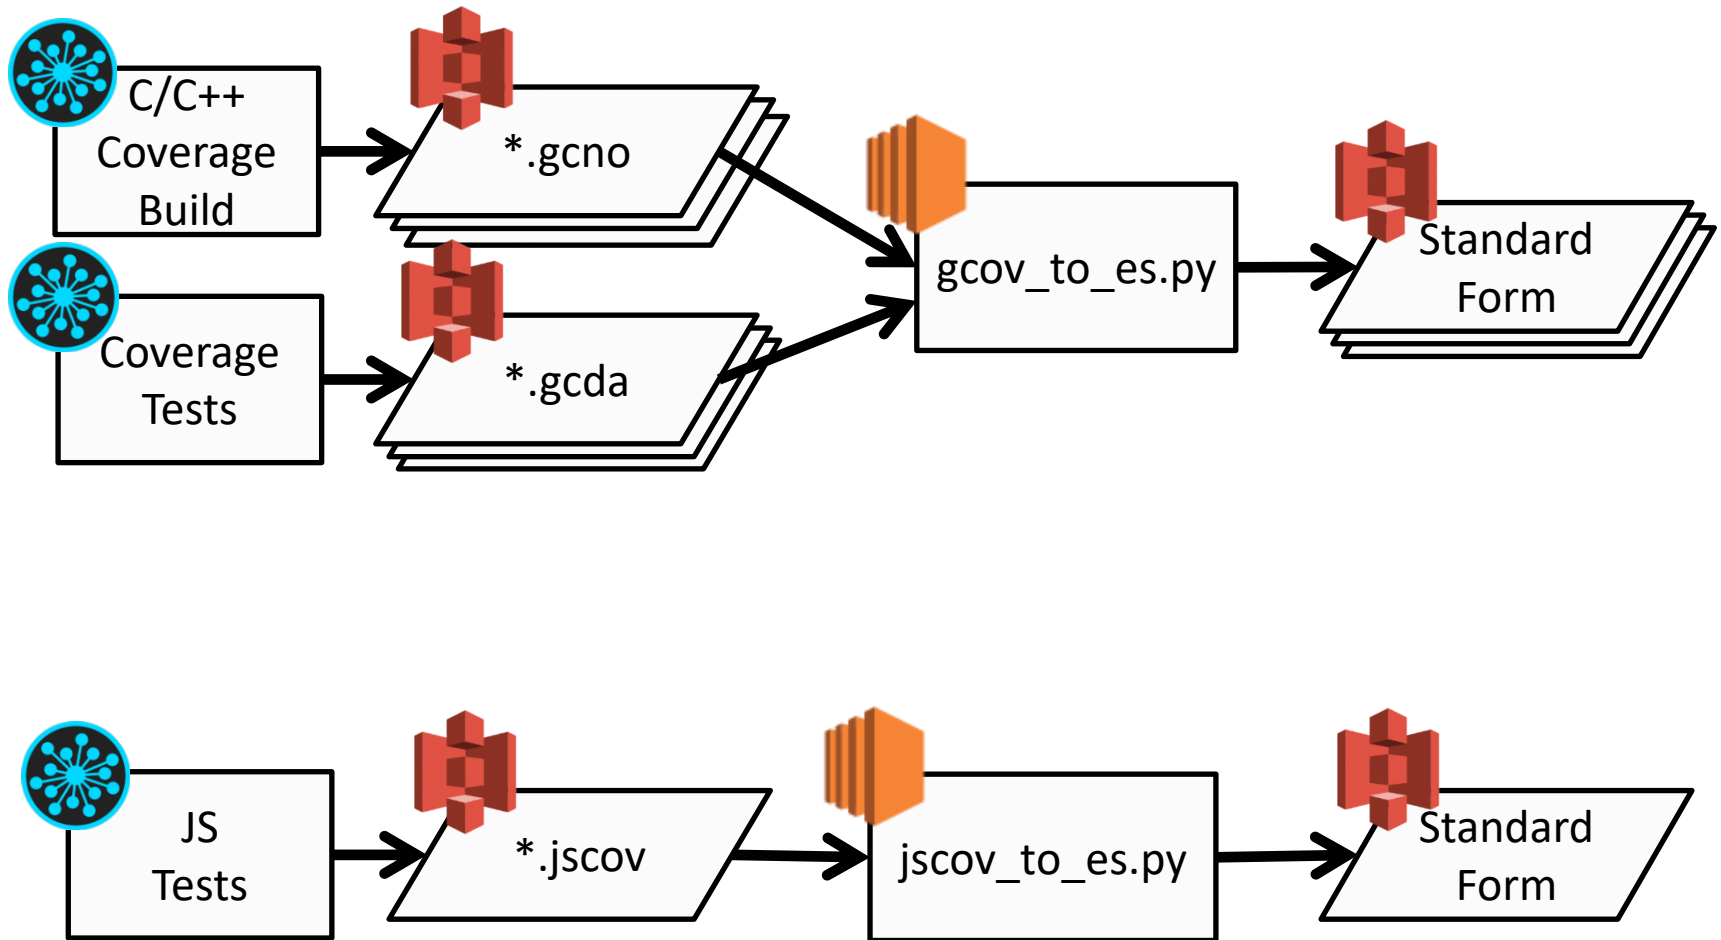 C/C++
Coverage
Build
*.gcno
Coverage
Tests
*.gcda
gcov_to_es.py
Standard
Form
JS
Tests
*.jscov
jscov_to_es.py
Standard
Form